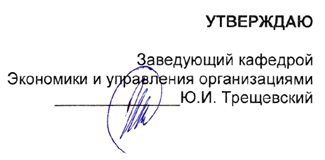 УТВЕРЖДАЮ
Заведующий кафедрой
Экономики и управления организациями
_______________Ю.И. Трещевский